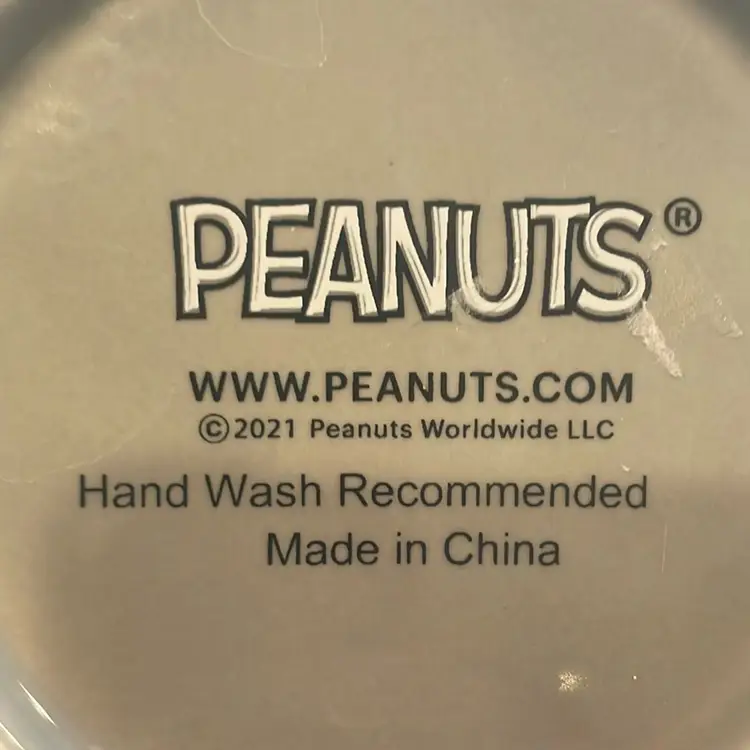 PEANUTS®
WWW.PEANUTS.COM
©2021 Peanuts Worldwide LLC
Hand Wash Recommended
Made in China